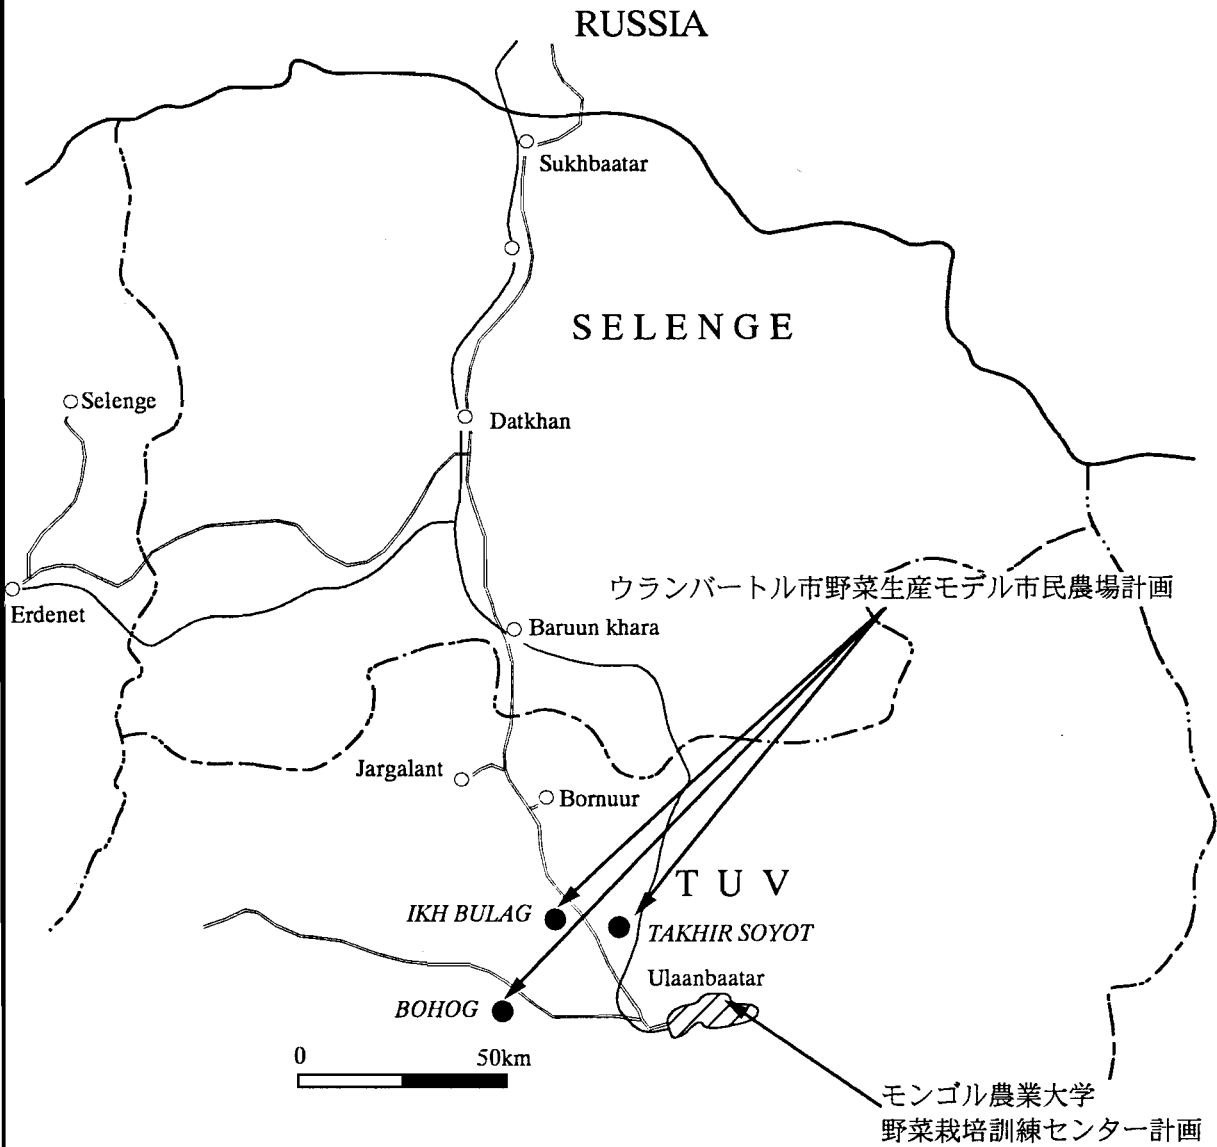 RUSSIA
Sukhbaatar
SELENGE
Selenge
Datkhan
ウランバートル市野菜生産モデル市民農場計画
Erdenet
Baruun khara
Jargalant
Bornuur
TUV
IKH BULAG
TAKHIR SOYOT
Ulaanbaatar
BOHOG
0 50km
モンゴル農業大学
野菜栽培訓練センター計画